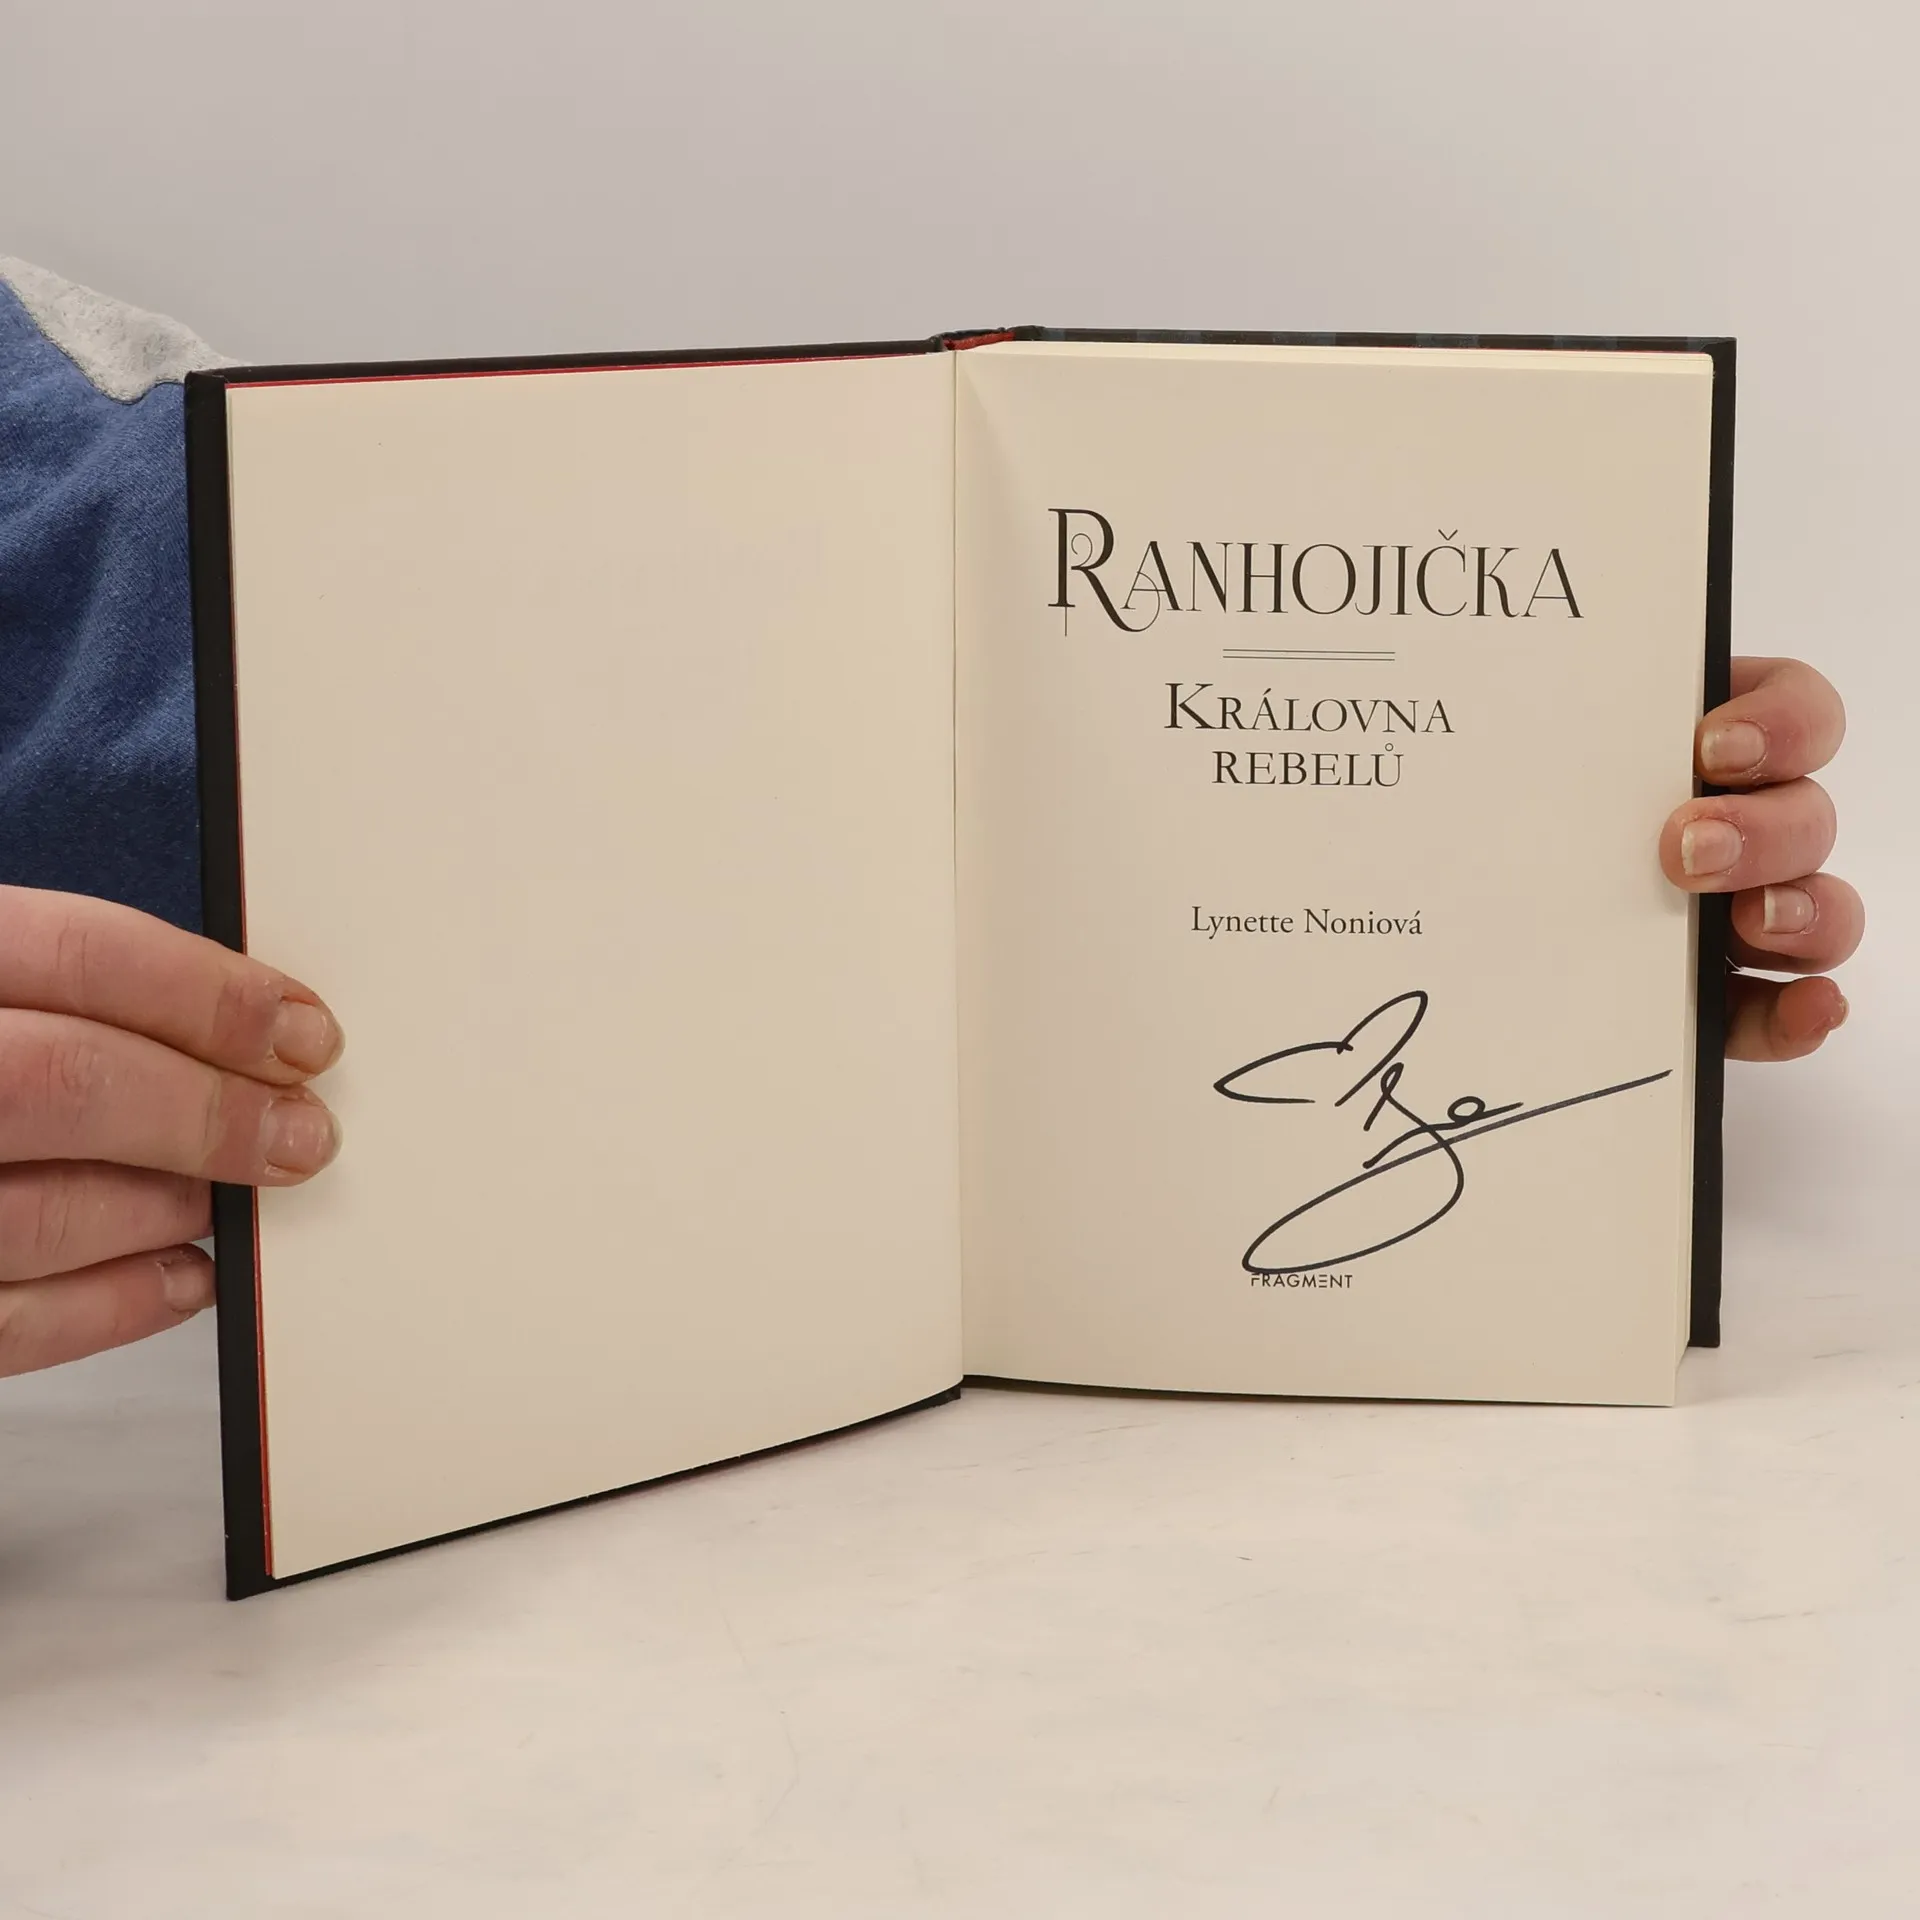 RANHOJIČKA
KRÁLOVNA
REBELŮ
Lynette Noniová
FRAGMENT